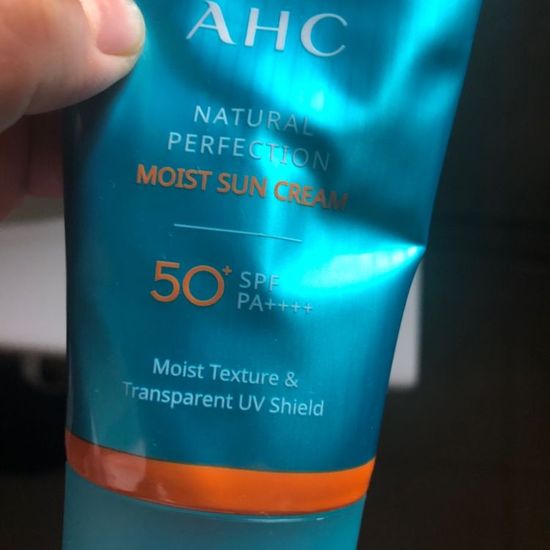 AHC
NATURAL
PERFECTION
MOIST SUN CREAM
50+ SPF
PA++++
Moist Texture &
Transparent UV Shield